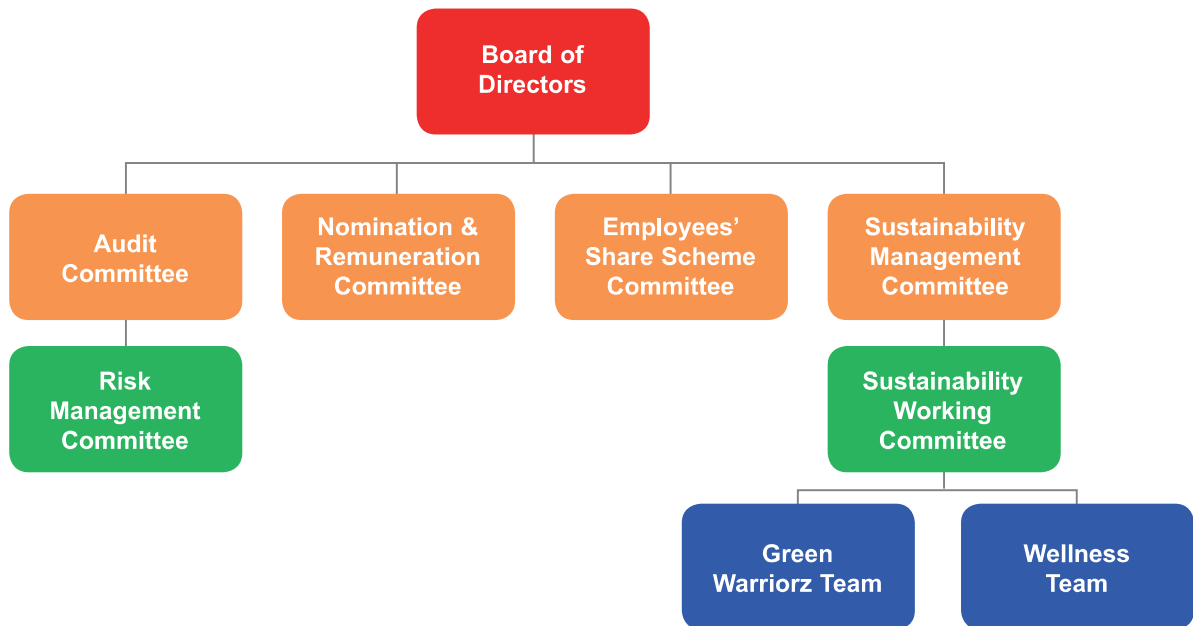 Board of
Directors
Audit
Committee
Nomination &
Remuneration
Committee
Employees’
Share Scheme
Committee
Sustainability
Management
Committee
Risk
Management
Committee
Sustainability
Working
Committee
Green
Warriorz Team
Wellness
Team